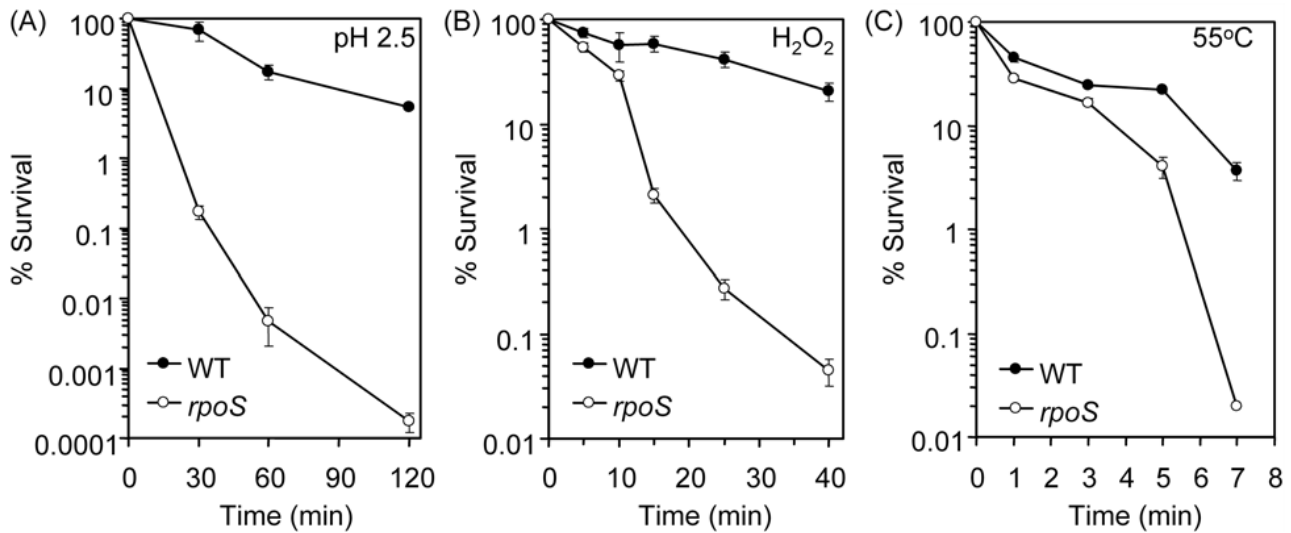 (A)
pH 2.5
% Survival
100
10
1
0.1
0.01
0.001
0.0001
WT
rpoS
0 30 60 90 120
Time (min)
(B)
H₂O₂
% Survival
100
10
1
0.1
0.01
WT
rpoS
0 10 20 30 40
Time (min)
(C)
55°C
% Survival
100
10
1
0.1
0.01
WT
rpoS
0 1 2 3 4 5 6 7 8
Time (min)